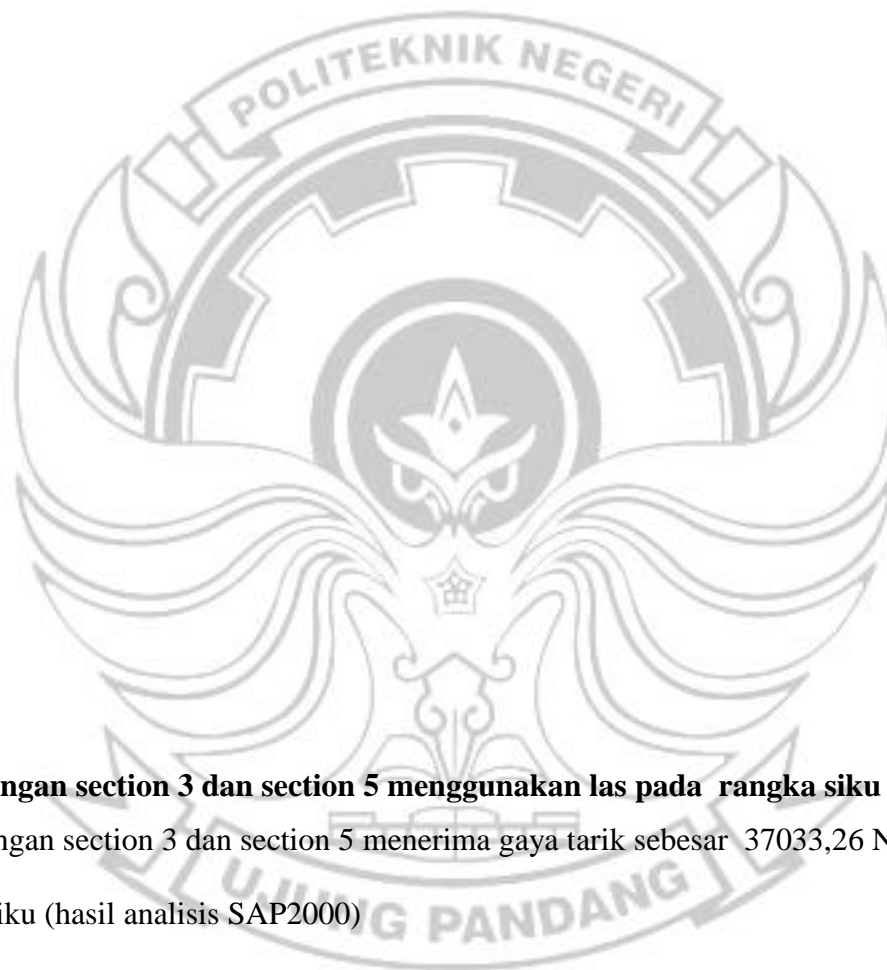 POLITEKNIK NEGERI
ngan section 3 dan section 5 menggunakan las pada rangka siku
ngan section 3 dan section 5 menerima gaya tarik sebesar 37033,26 N
iku (hasil analisis SAP2000)
UJUNG PANDANG